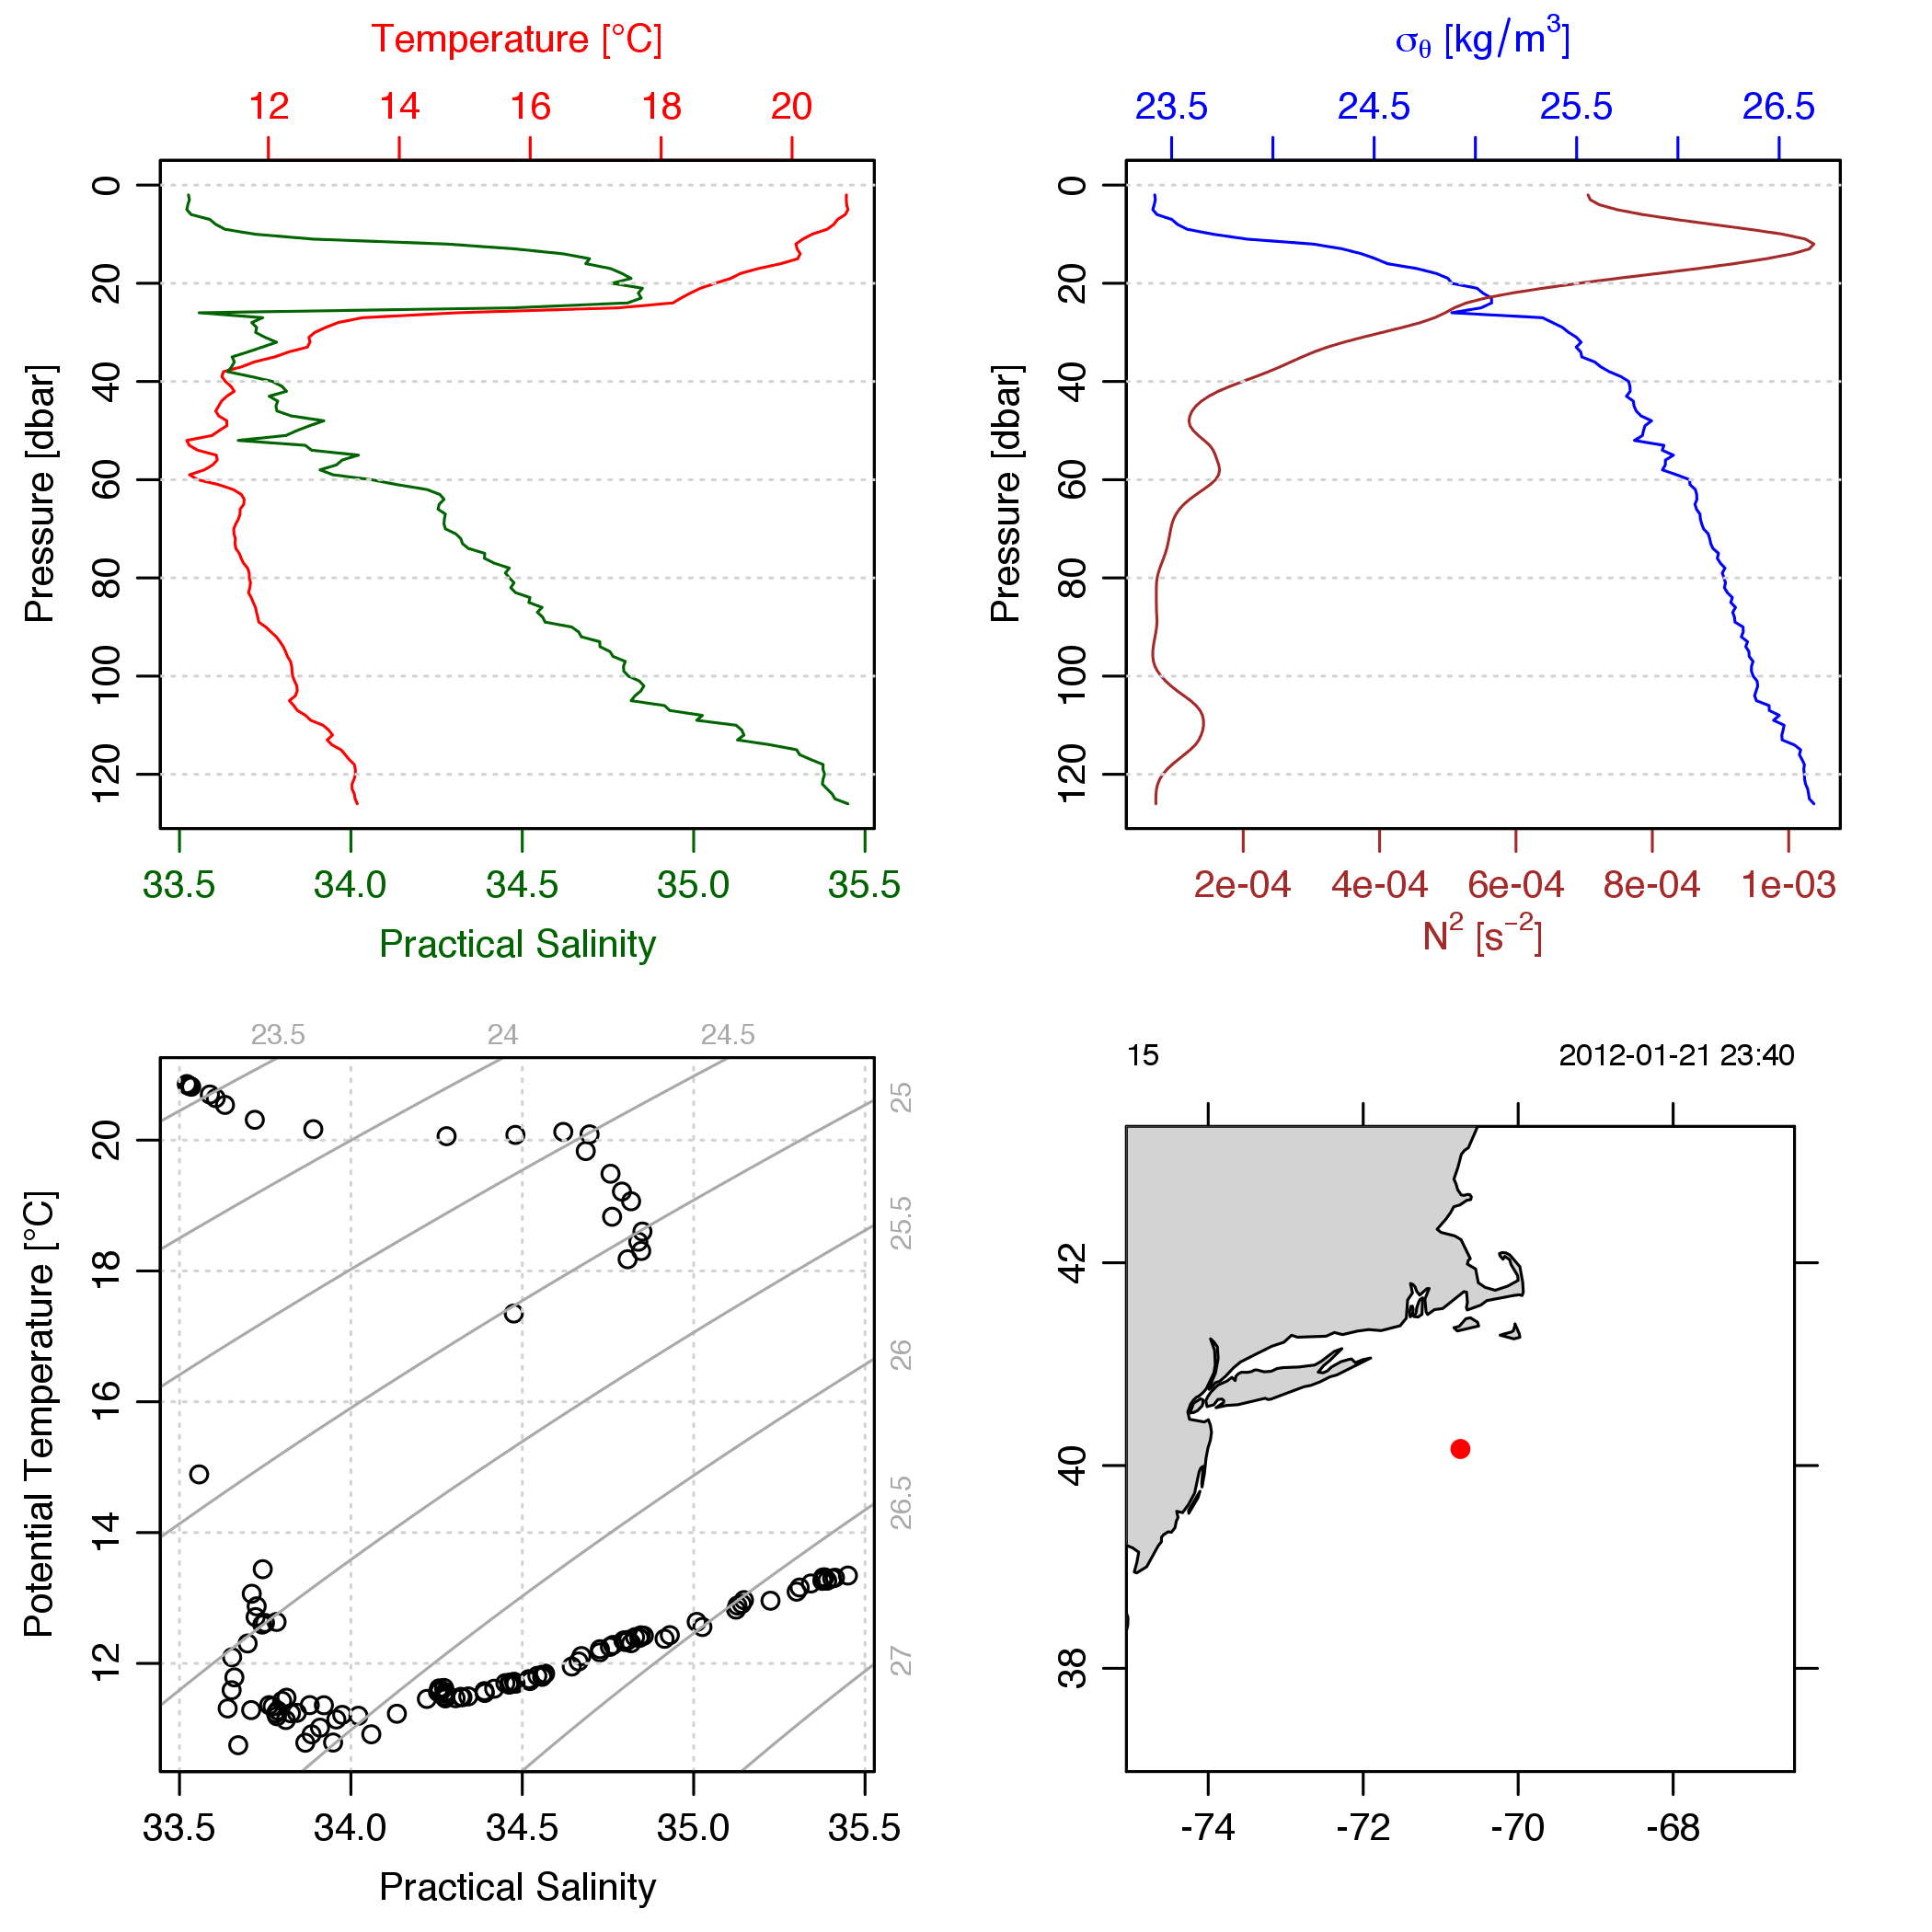 Temperature [°C]
12 14 16 18 20
0
20
40
60
80
100
120
Pressure [dbar]
33.5 34.0 34.5 35.0 35.5
Practical Salinity
σθ [kg/m³]
23.5 24.5 25.5 26.5
0
20
40
60
80
100
120
Pressure [dbar]
2e-04 4e-04 6e-04 8e-04 1e-03
N² [s⁻²]
23.5 24 24.5
25
25.5
26
26.5
27
20
18
16
14
12
Potential Temperature [°C]
33.5 34.0 34.5 35.0 35.5
Practical Salinity
15 2012-01-21 23:40
42
40
38
-74 -72 -70 -68